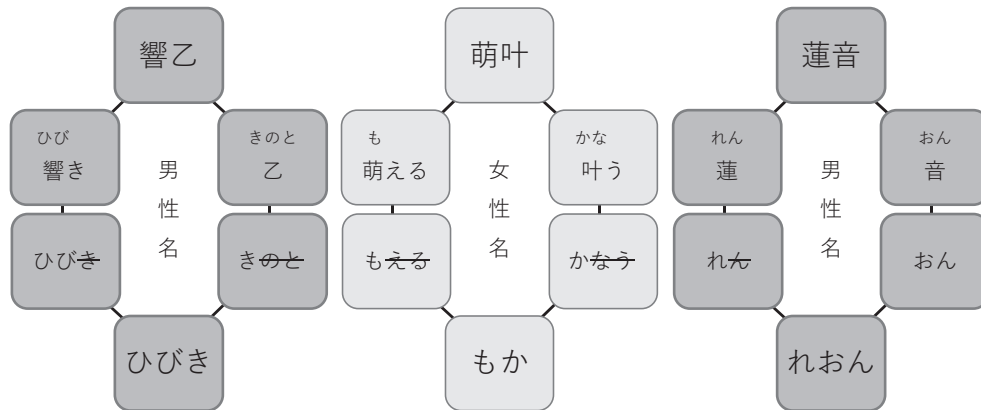 響乙
ひび
響き
きのと
乙
男性名
ひびき
きのと
ひびき
萌叶
も
萌える
かな
叶う
女性名
もえる
かなう
もか
蓮音
れん
蓮
おん
音
男性名
れん
おん
れおん